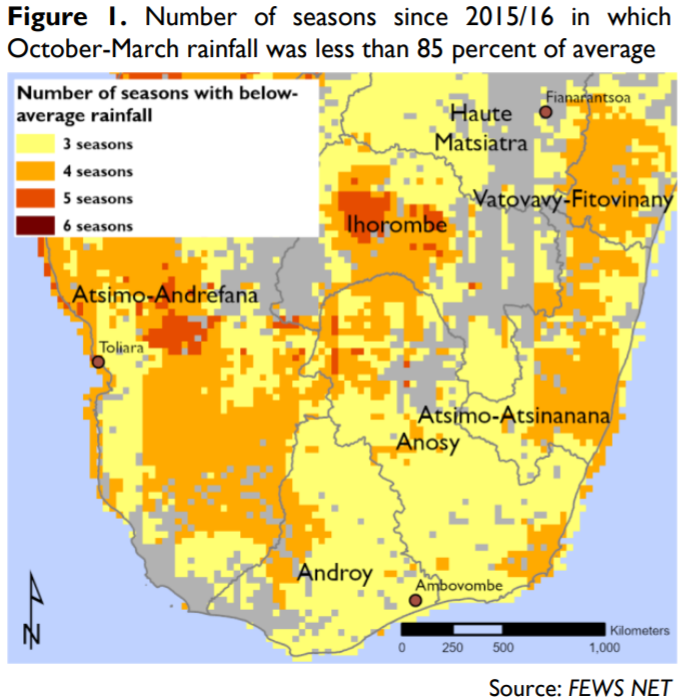 Figure 1. Number of seasons since 2015/16 in which
October-March rainfall was less than 85 percent of average
Number of seasons with below-
average rainfall
3 seasons
4 seasons
5 seasons
6 seasons
Fianarantsoa
Haute
Matsiatra
Vatovavy-Fitovinany
Ihorombe
Atsimo-Andrefana
Toliara
Atsimo-Atsinanana
Anosy
Androy
Ambovombe
N
Kilometers
0 250 500 1,000
Source: FEWS NET